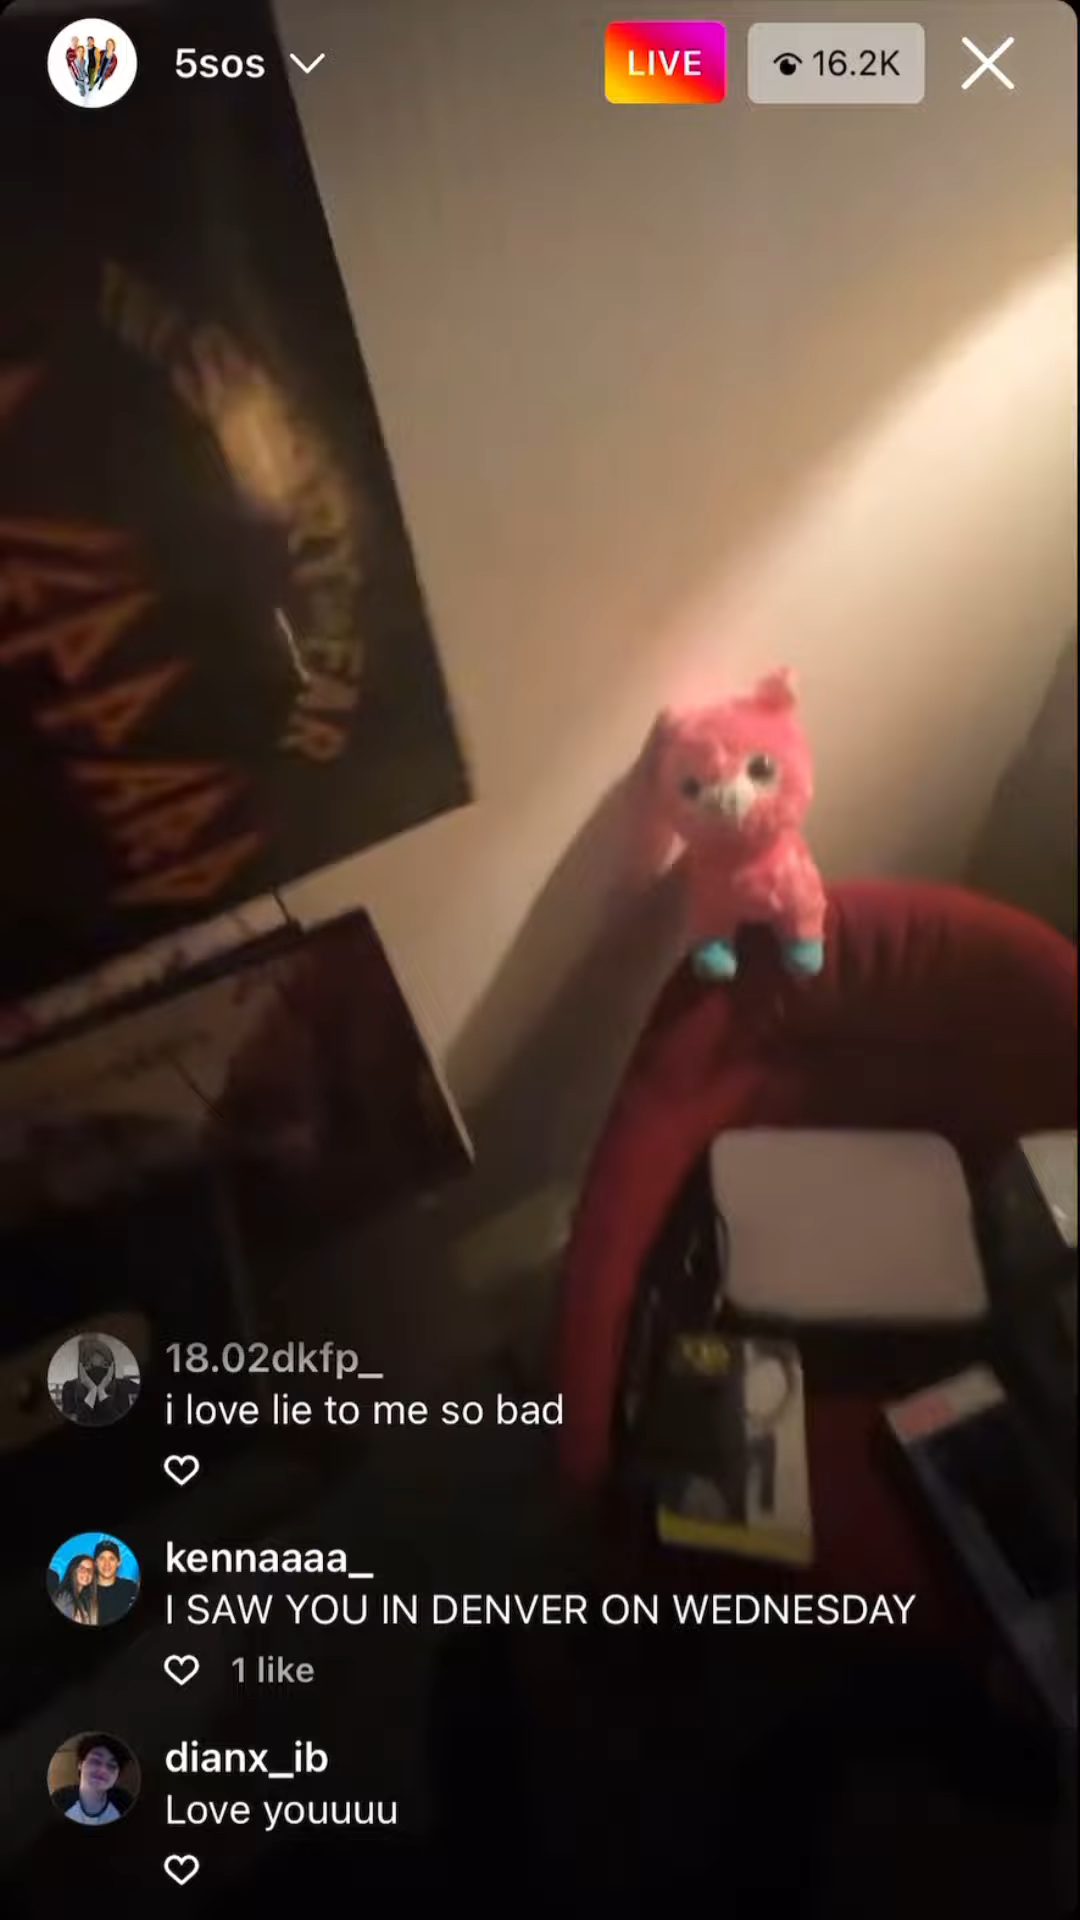 5sos
LIVE
16.2K
18.02dkfp_
i love lie to me so bad
kennaaaa_
I SAW YOU IN DENVER ON WEDNESDAY
1 like
dianx_ib
Love youuuu